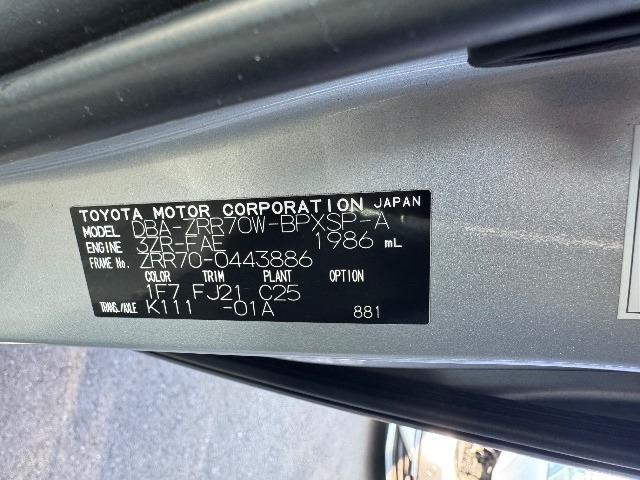 TOYOTA MOTOR CORPORATION JAPAN
MODEL DBA-ZRR70W-BPXSP-A
ENGINE 3ZR-FAE 1986 mL
FRAME No. ZRR70-0443886
COLOR TRIM PLANT OPTION
1F7 FJ21 C25
TRANS./AXLE K111 -01A 881